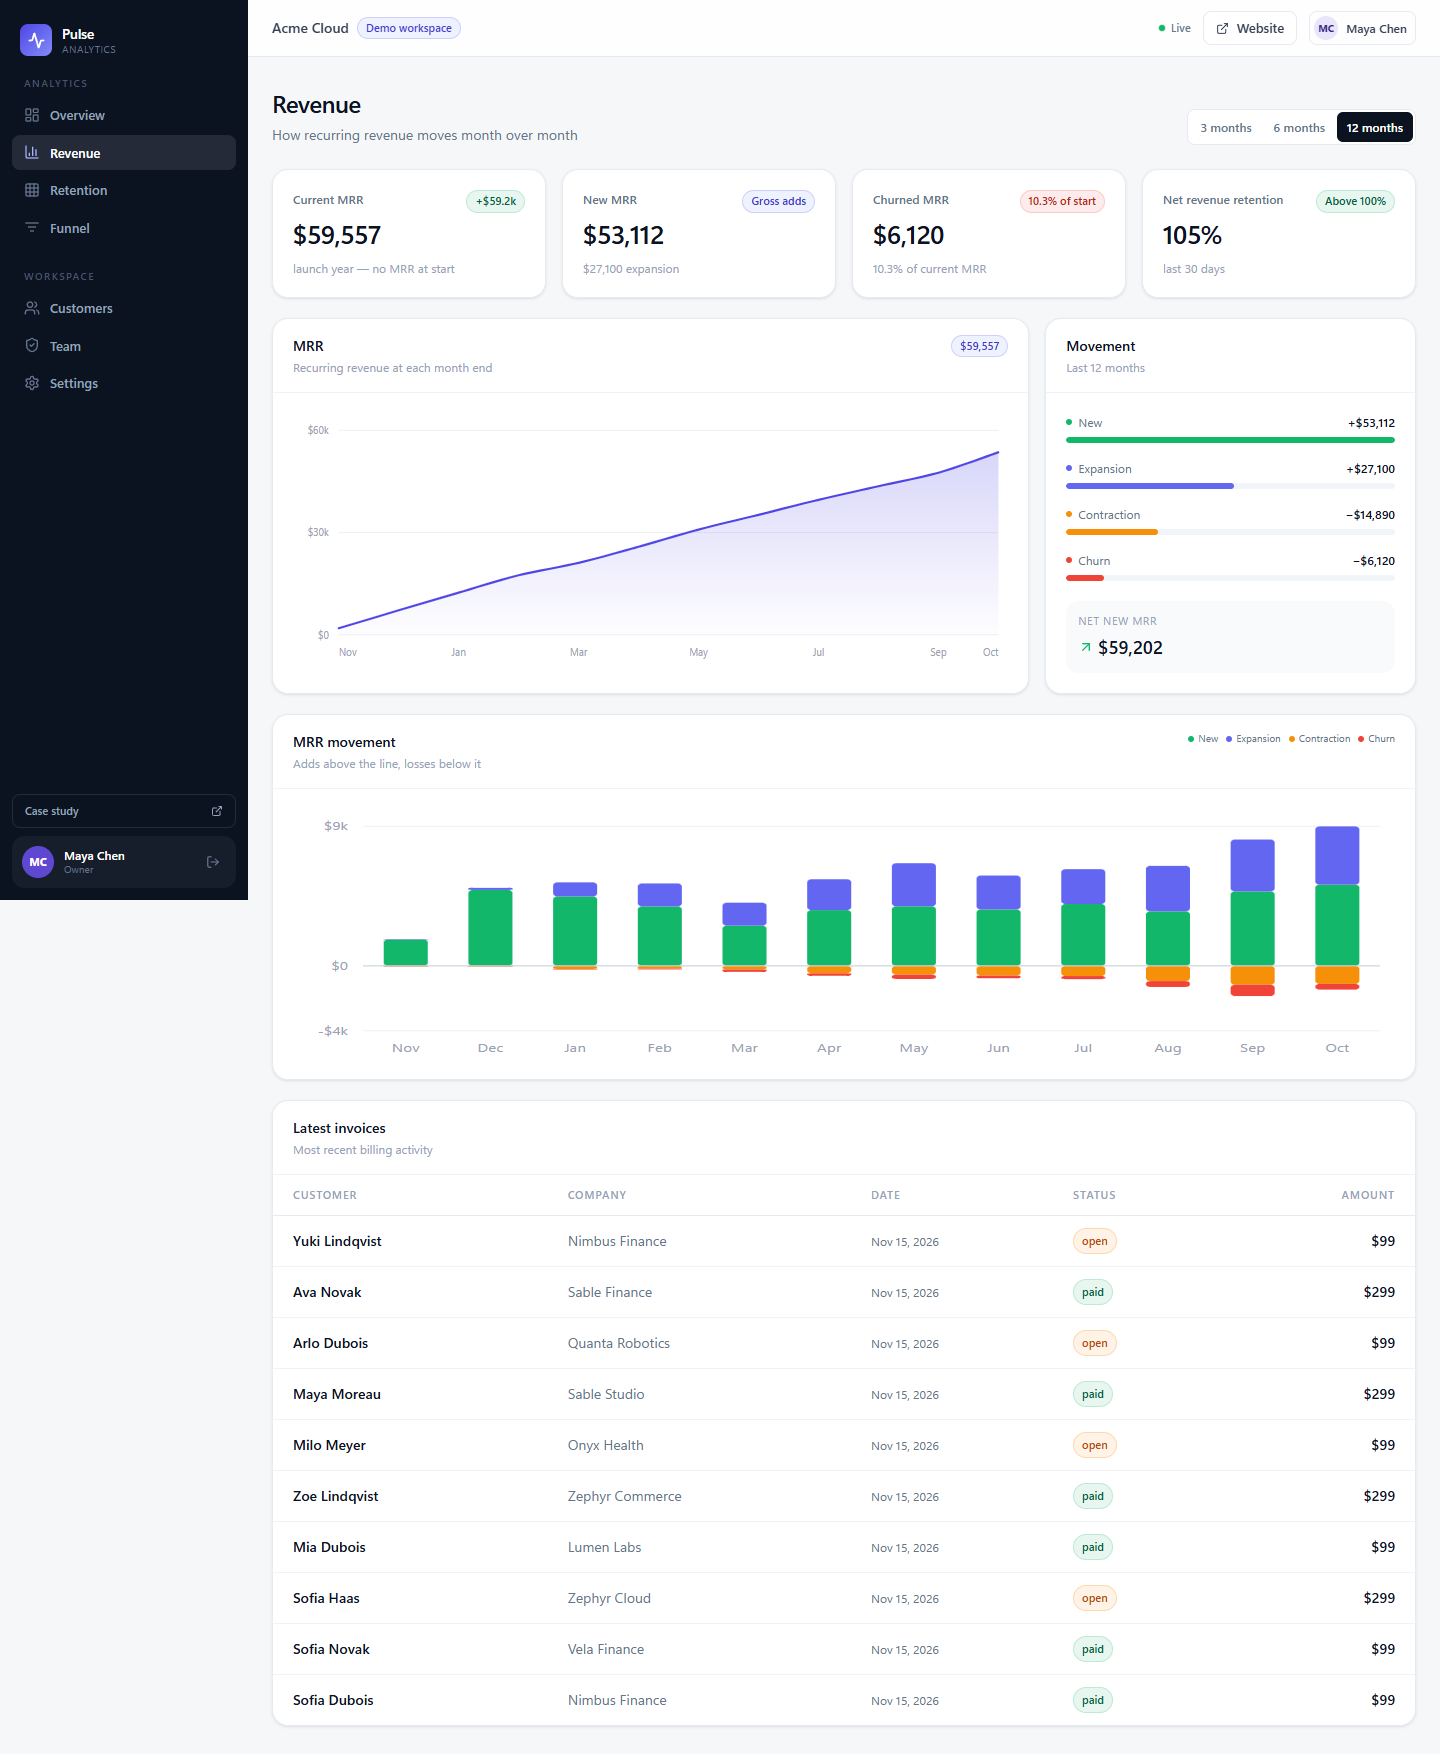 Pulse
ANALYTICS
ANALYTICS
Overview
Revenue
Retention
Funnel
WORKSPACE
Customers
Team
Settings
Case study
MC
Maya Chen
Owner
Acme Cloud
Demo workspace
Live
Website
MC
Maya Chen
Revenue
How recurring revenue moves month over month
3 months
6 months
12 months
Current MRR
+$59.2k
$59,557
launch year — no MRR at start
New MRR
Gross adds
$53,112
$27,100 expansion
Churned MRR
10.3% of start
$6,120
10.3% of current MRR
Net revenue retention
Above 100%
105%
last 30 days
MRR
Recurring revenue at each month end
$59,557
$60k
$30k
$0
Nov Jan Mar May Jul Sep Oct
Movement
Last 12 months
New +$53,112
Expansion +$27,100
Contraction −$14,890
Churn −$6,120
NET NEW MRR
$59,202
MRR movement
Adds above the line, losses below it
New Expansion Contraction Churn
$9k
$0
-$4k
Nov Dec Jan Feb Mar Apr May Jun Jul Aug Sep Oct
Latest invoices
Most recent billing activity
CUSTOMER COMPANY DATE STATUS AMOUNT
Yuki Lindqvist Nimbus Finance Nov 15, 2026 open $99
Ava Novak Sable Finance Nov 15, 2026 paid $299
Arlo Dubois Quanta Robotics Nov 15, 2026 open $99
Maya Moreau Sable Studio Nov 15, 2026 paid $299
Milo Meyer Onyx Health Nov 15, 2026 open $99
Zoe Lindqvist Zephyr Commerce Nov 15, 2026 paid $299
Mia Dubois Lumen Labs Nov 15, 2026 paid $99
Sofia Haas Zephyr Cloud Nov 15, 2026 open $299
Sofia Novak Vela Finance Nov 15, 2026 paid $99
Sofia Dubois Nimbus Finance Nov 15, 2026 paid $99